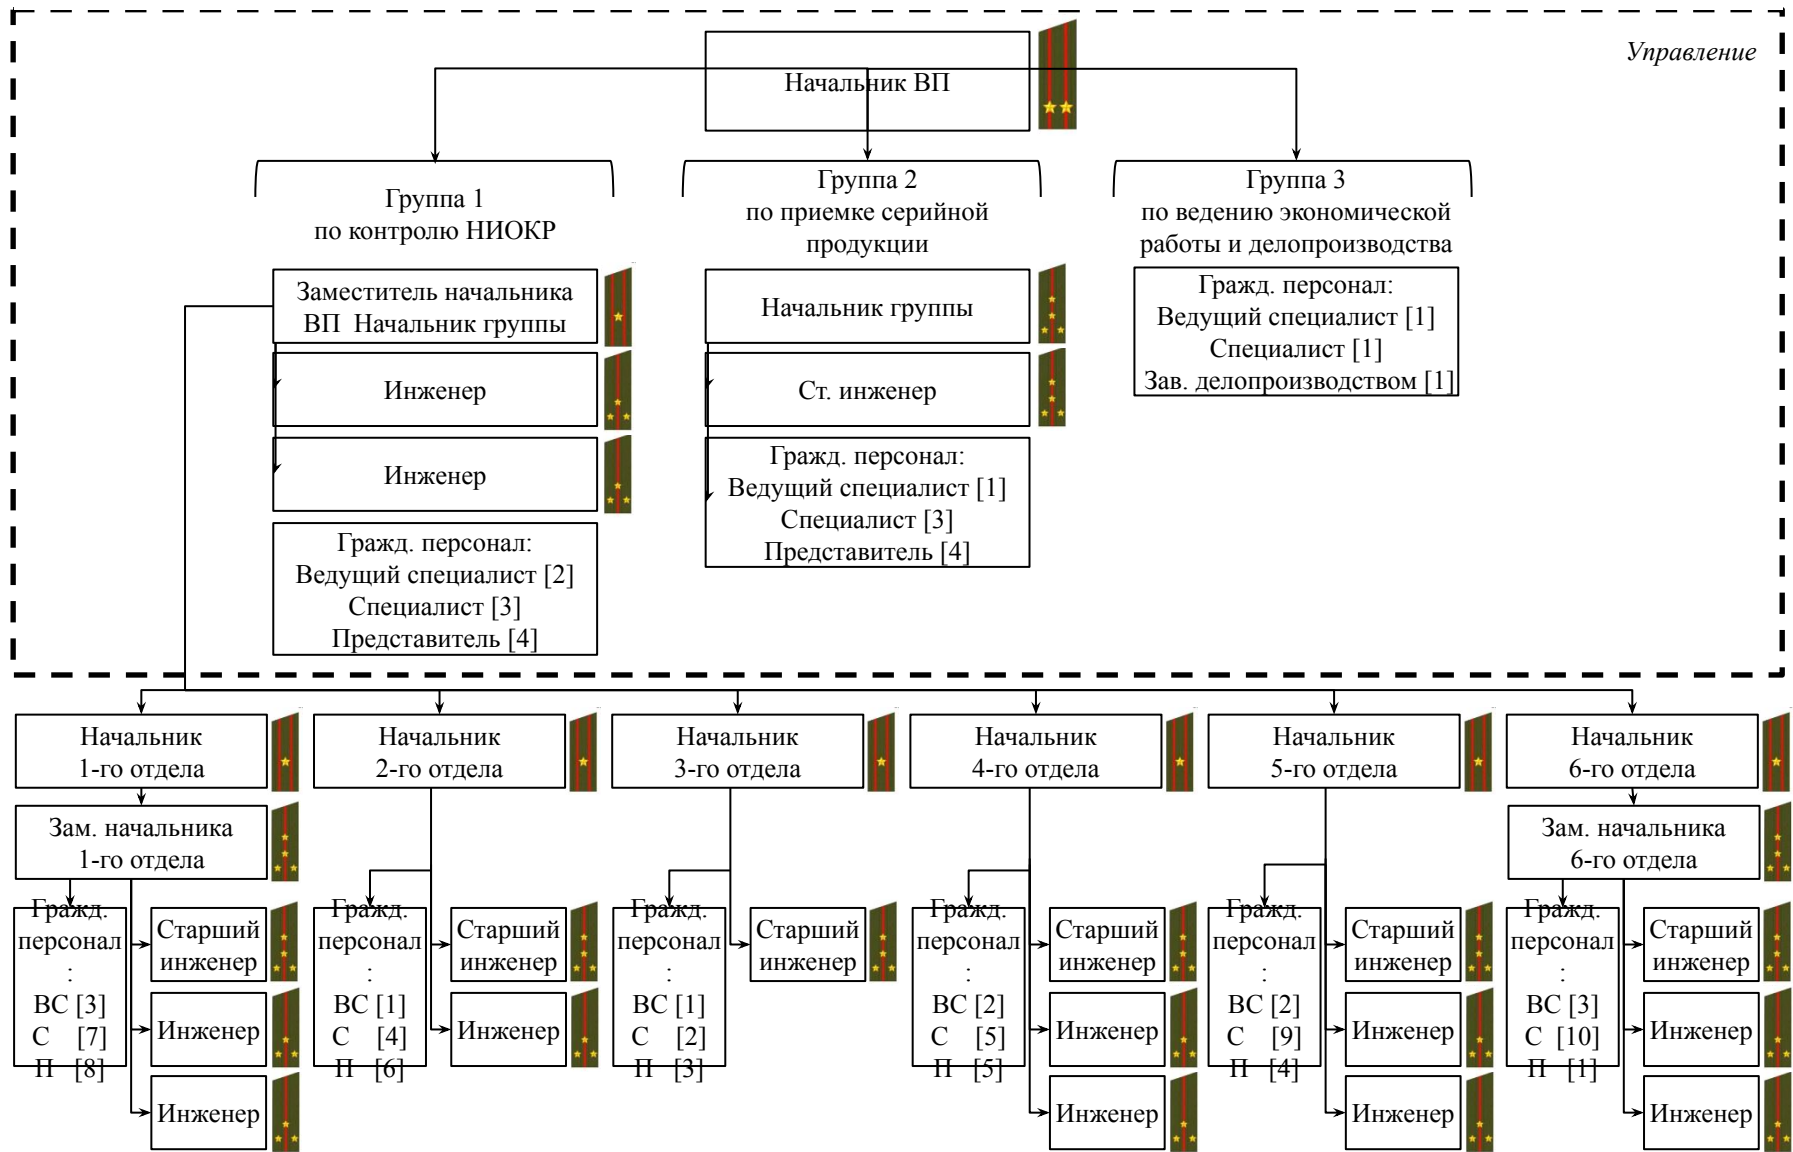 Управление
Начальник ВП
Группа 1
по контролю НИОКР
Группа 2
по приемке серийной
продукции
Группа 3
по ведению экономической
работы и делопроизводства
Заместитель начальника
ВП Начальник группы
Инженер
Инженер
Гражд. персонал:
Ведущий специалист [2]
Специалист [3]
Представитель [4]
Начальник группы
Ст. инженер
Гражд. персонал:
Ведущий специалист [1]
Специалист [3]
Представитель [4]
Гражд. персонал:
Ведущий специалист [1]
Специалист [1]
Зав. делопроизводством [1]
Начальник
1-го отдела
Зам. начальника
1-го отдела
Гражд.
персонал
:
ВС [3]
С [7]
П [8]
Старший
инженер
Инженер
Инженер
Начальник
2-го отдела
Гражд.
персонал
:
ВС [1]
С [4]
П [6]
Старший
инженер
Инженер
Начальник
3-го отдела
Гражд.
персонал
:
ВС [1]
С [2]
П [3]
Старший
инженер
Начальник
4-го отдела
Гражд.
персонал
:
ВС [2]
С [5]
П [5]
Старший
инженер
Инженер
Инженер
Начальник
5-го отдела
Гражд.
персонал
:
ВС [2]
С [9]
П [4]
Старший
инженер
Инженер
Инженер
Начальник
6-го отдела
Зам. начальника
6-го отдела
Гражд.
персонал
:
ВС [3]
С [10]
П [1]
Старший
инженер
Инженер
Инженер